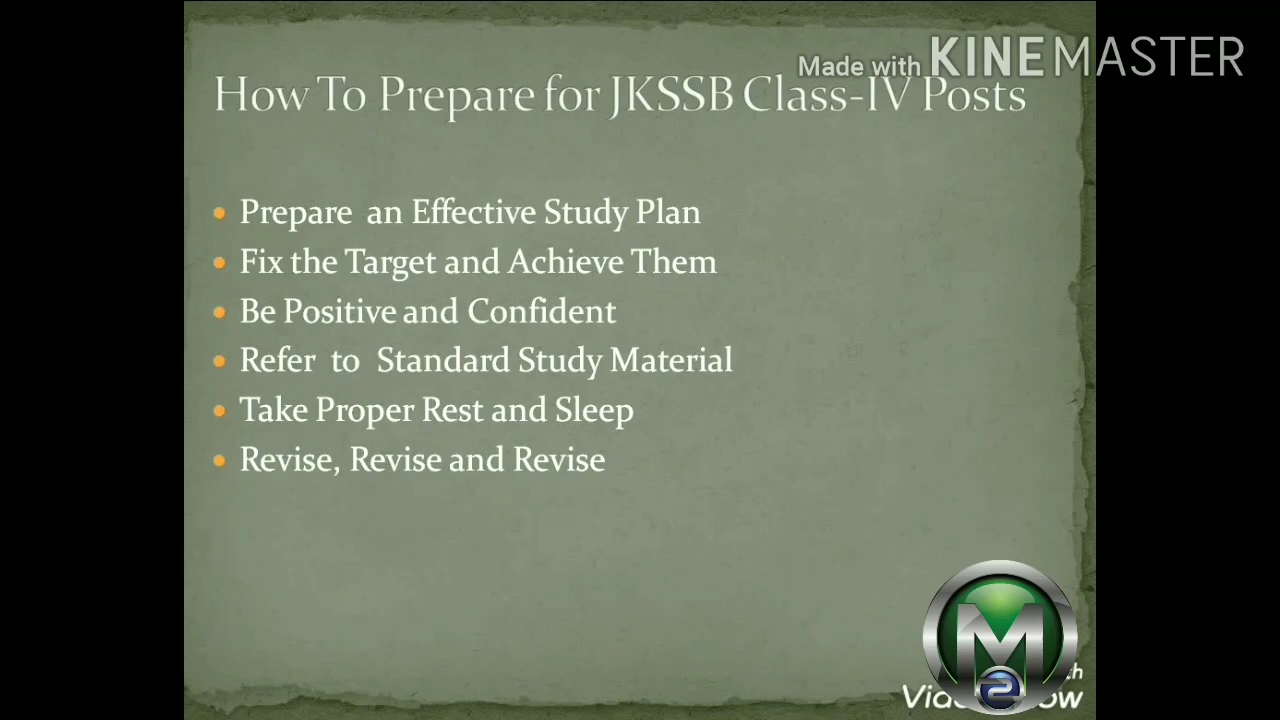 Made with KINEMASTER
How To Prepare for JKSSB Class-IV Posts
Prepare an Effective Study Plan
Fix the Target and Achieve Them
Be Positive and Confident
Refer to Standard Study Material
Take Proper Rest and Sleep
Revise, Revise and Revise
M
2